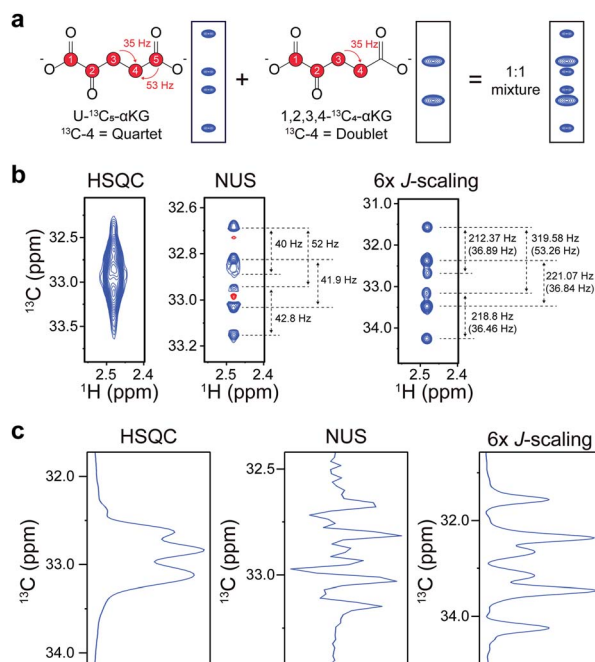 a
O
O
O⁻
O
35 Hz
53 Hz
1 2 3 4 5
U-¹³C₅-αKG
¹³C-4 = Quartet
+
O
O
O⁻
O
35 Hz
1 2 3 4
1,2,3,4-¹³C₄-αKG
¹³C-4 = Doublet
=
1:1
mixture
b
HSQC
¹³C (ppm)
32.5
33.0
33.5
2.5 2.4
¹H (ppm)
NUS
32.6
32.8
33.0
33.2
40 Hz
52 Hz
41.9 Hz
42.8 Hz
2.5 2.4
¹H (ppm)
6x J-scaling
¹³C (ppm)
31.0
32.0
33.0
34.0
212.37 Hz
(36.89 Hz)
319.58 Hz
(53.26 Hz)
221.07 Hz
(36.84 Hz)
218.8 Hz
(36.46 Hz)
2.5 2.4
¹H (ppm)
c
HSQC
¹³C (ppm)
32.0
33.0
34.0
NUS
¹³C (ppm)
32.5
33.0
6x J-scaling
¹³C (ppm)
32.0
34.0